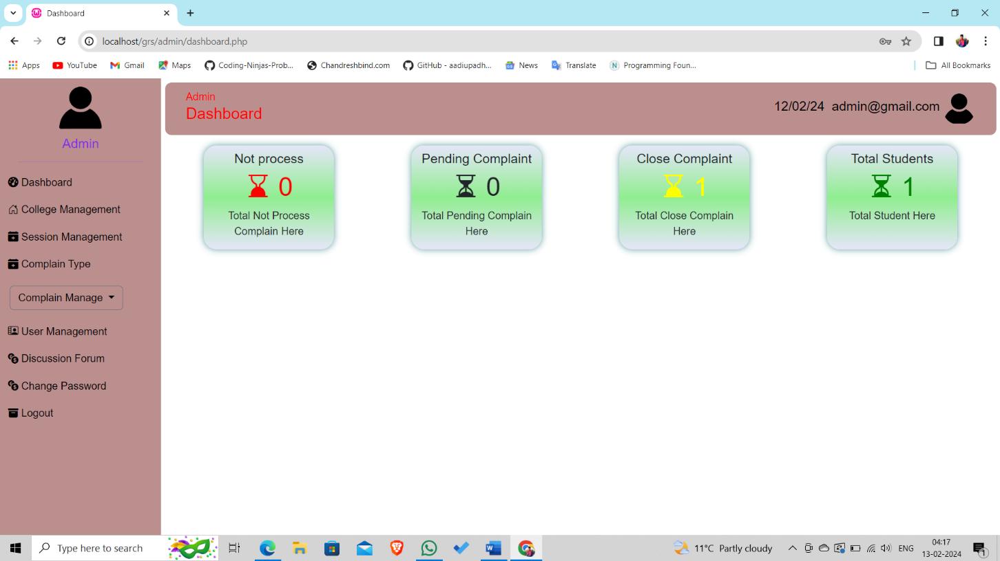 Dashboard
localhost/grs/admin/dashboard.php
Apps
YouTube
Gmail
Maps
Coding-Ninjas-Prob...
Chandreshbind.com
GitHub - aadiupadh...
News
Translate
Programming Foun...
All Bookmarks
Admin
Dashboard
College Management
Session Management
Complain Type
Complain Manage
User Management
Discussion Forum
Change Password
Logout
Admin
Dashboard
12/02/24 admin@gmail.com
Not process
0
Total Not Process
Complain Here
Pending Complaint
0
Total Pending Complain
Here
Close Complaint
1
Total Close Complain
Here
Total Students
1
Total Student Here
Type here to search
11°C Partly cloudy
ENG
04:17
13-02-2024
1